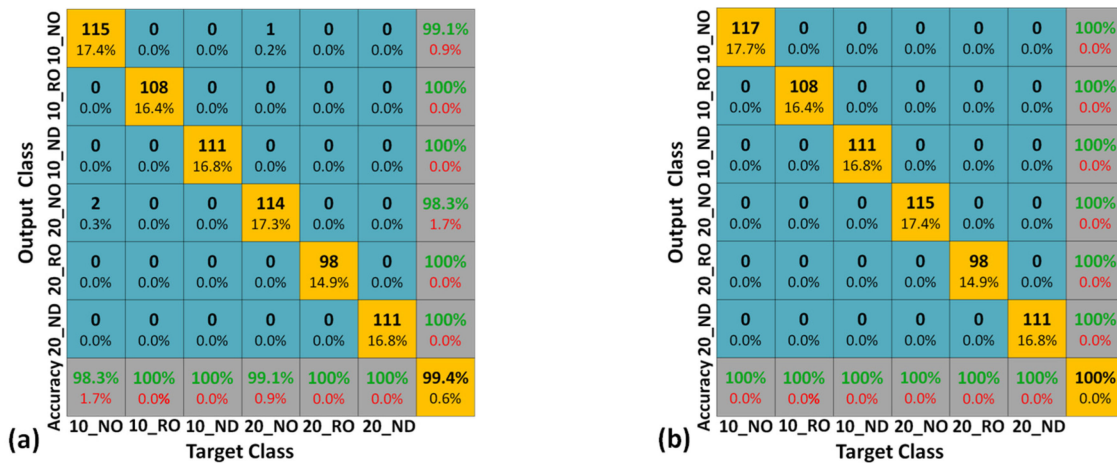 10_NO 115 0 0 1 0 0 99.1%
17.4% 0.0% 0.0% 0.2% 0.0% 0.0% 0.9%
10_RO 0 108 0 0 0 0 100%
0.0% 16.4% 0.0% 0.0% 0.0% 0.0% 0.0%
10_ND 0 0 111 0 0 0 100%
0.0% 0.0% 16.8% 0.0% 0.0% 0.0% 0.0%
20_NO 2 0 0 114 0 0 98.3%
0.3% 0.0% 0.0% 17.3% 0.0% 0.0% 1.7%
20_RO 0 0 0 0 98 0 100%
0.0% 0.0% 0.0% 0.0% 14.9% 0.0% 0.0%
20_ND 0 0 0 0 0 111 100%
0.0% 0.0% 0.0% 0.0% 0.0% 16.8% 0.0%
Accuracy 98.3% 100% 100% 99.1% 100% 100% 99.4%
1.7% 0.0% 0.0% 0.9% 0.0% 0.0% 0.6%
10_NO 10_RO 10_ND 20_NO 20_RO 20_ND
Output Class
Target Class
(a)
10_NO 117 0 0 0 0 0 100%
17.7% 0.0% 0.0% 0.0% 0.0% 0.0% 0.0%
10_RO 0 108 0 0 0 0 100%
0.0% 16.4% 0.0% 0.0% 0.0% 0.0% 0.0%
10_ND 0 0 111 0 0 0 100%
0.0% 0.0% 16.8% 0.0% 0.0% 0.0% 0.0%
20_NO 0 0 0 115 0 0 100%
0.0% 0.0% 0.0% 17.4% 0.0% 0.0% 0.0%
20_RO 0 0 0 0 98 0 100%
0.0% 0.0% 0.0% 0.0% 14.9% 0.0% 0.0%
20_ND 0 0 0 0 0 111 100%
0.0% 0.0% 0.0% 0.0% 0.0% 16.8% 0.0%
Accuracy 100% 100% 100% 100% 100% 100% 100%
0.0% 0.0% 0.0% 0.0% 0.0% 0.0% 0.0%
10_NO 10_RO 10_ND 20_NO 20_RO 20_ND
Output Class
Target Class
(b)